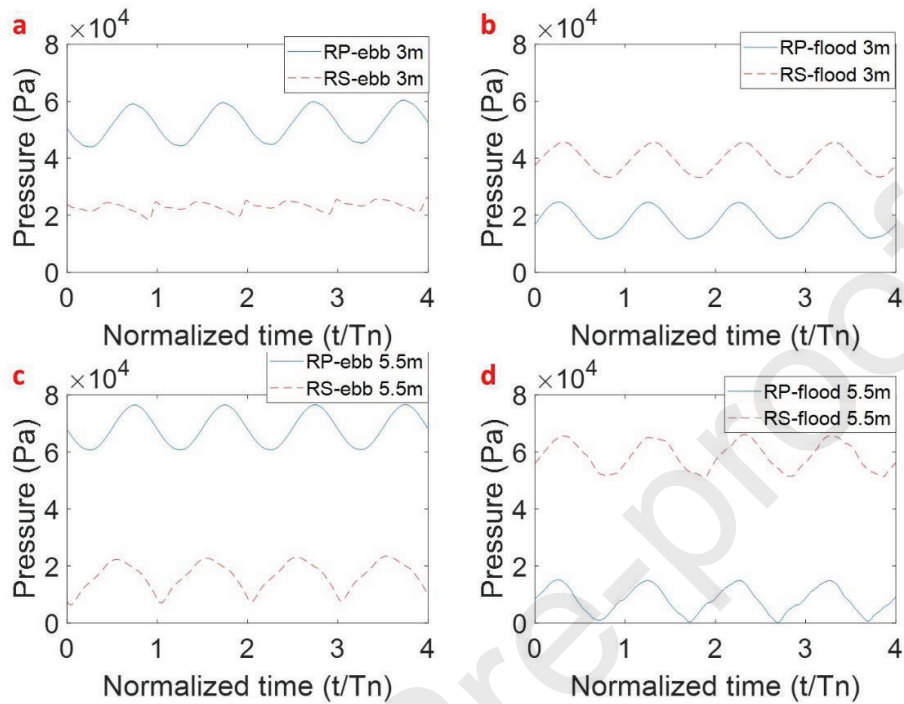 a
×10⁴
RP-ebb 3m
RS-ebb 3m
Pressure (Pa)
8
6
4
2
0
0 1 2 3 4
Normalized time (t/Tn)
b
×10⁴
RP-flood 3m
RS-flood 3m
Pressure (Pa)
8
6
4
2
0
0 1 2 3 4
Normalized time (t/Tn)
c
×10⁴
RP-ebb 5.5m
RS-ebb 5.5m
Pressure (Pa)
8
6
4
2
0
0 1 2 3 4
Normalized time (t/Tn)
d
×10⁴
RP-flood 5.5m
RS-flood 5.5m
Pressure (Pa)
8
6
4
2
0
0 1 2 3 4
Normalized time (t/Tn)
re-proof